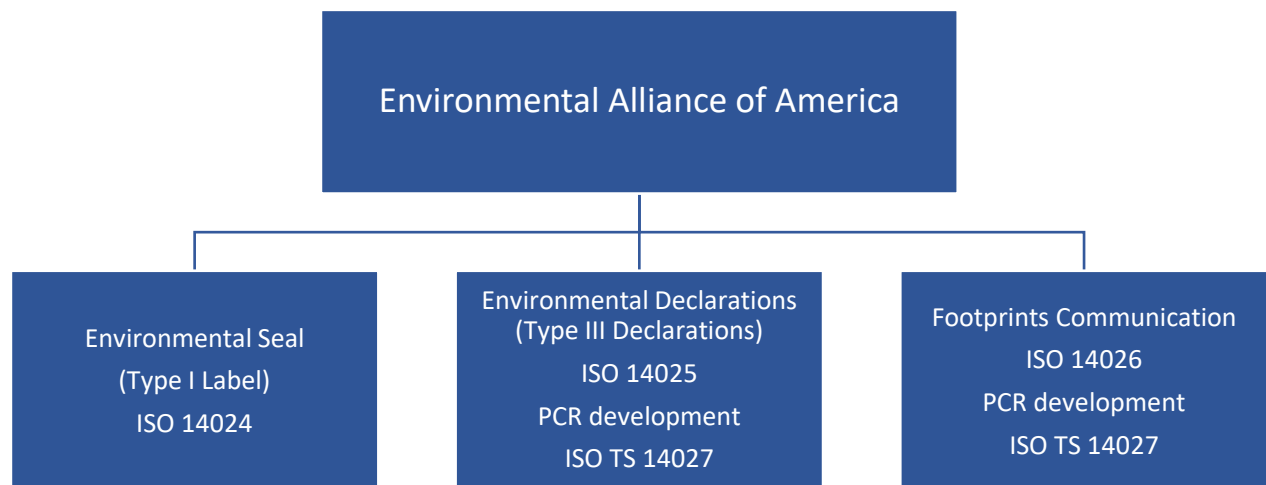 Environmental Alliance of America
Environmental Seal
(Type I Label)
ISO 14024
Environmental Declarations
(Type III Declarations)
ISO 14025
PCR development
ISO TS 14027
Footprints Communication
ISO 14026
PCR development
ISO TS 14027